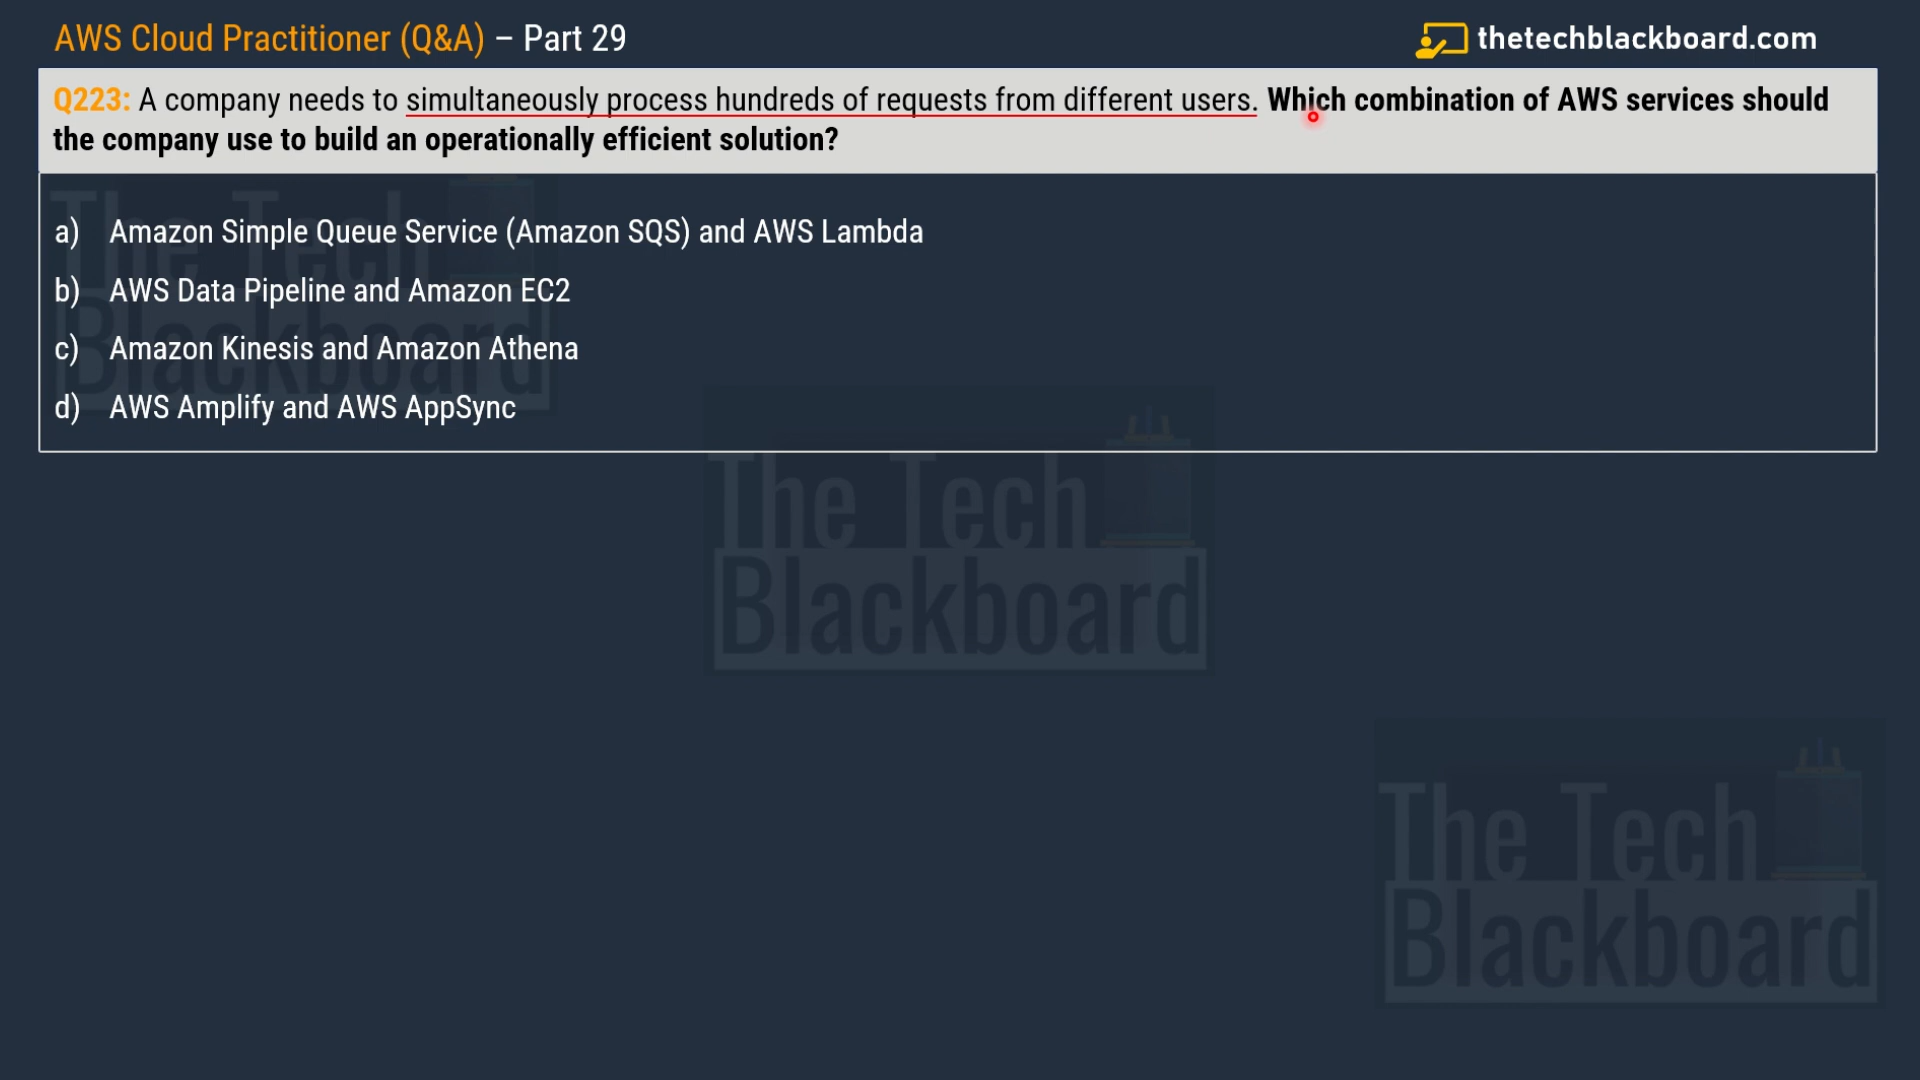 AWS Cloud Practitioner (Q&A) – Part 29
thetechblackboard.com
Q223: A company needs to simultaneously process hundreds of requests from different users. Which combination of AWS services should
the company use to build an operationally efficient solution?
a) Amazon Simple Queue Service (Amazon SQS) and AWS Lambda
b) AWS Data Pipeline and Amazon EC2
c) Amazon Kinesis and Amazon Athena
d) AWS Amplify and AWS AppSync
The Tech
Blackboard
The Tech
Blackboard
The Tech
Blackboard